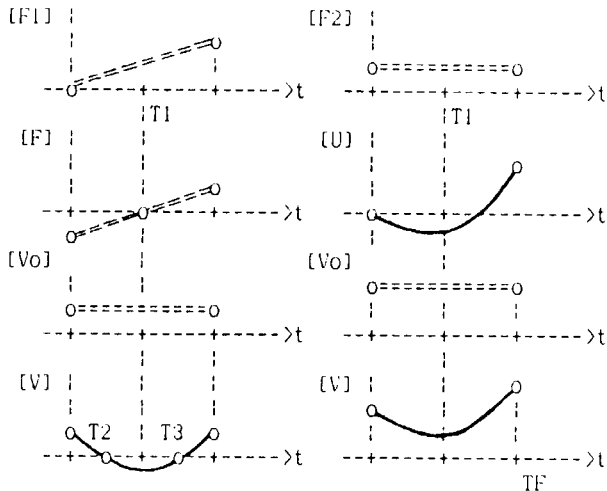 [F1] [F2]
t t
T1 T1
[F] [U]
t t
[Vo] [Vo]
t t
[V] [V]
T2 T3
t t
TF